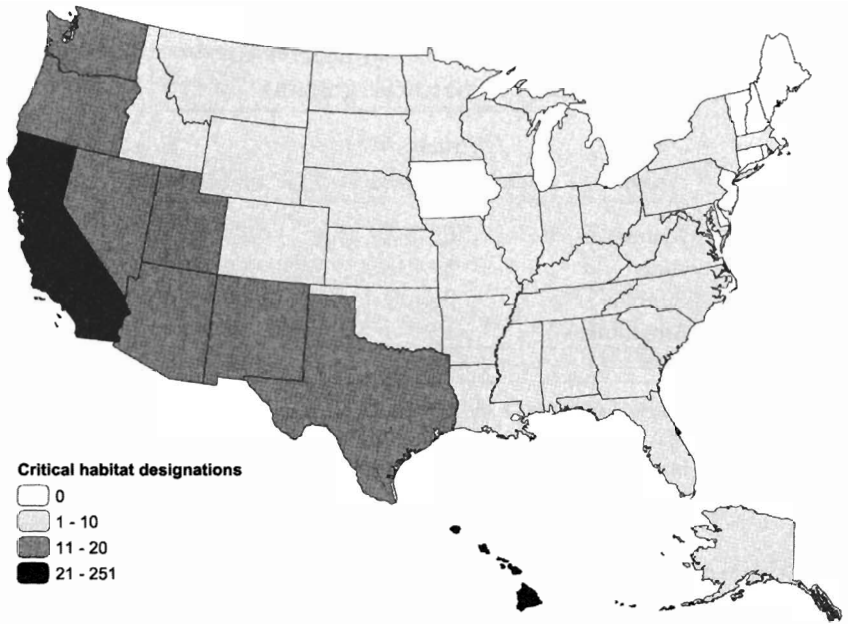 Critical habitat designations
0
1 - 10
11 - 20
21 - 251